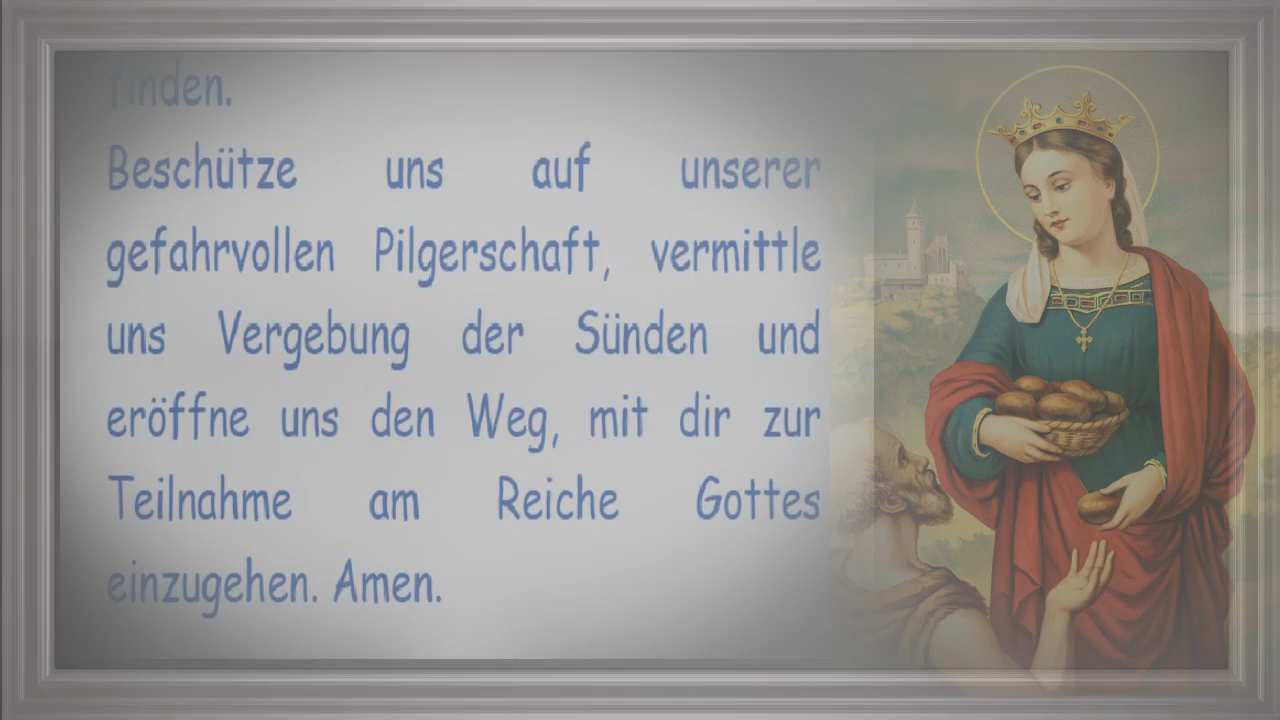 finden.
Beschütze uns auf unserer
gefahrvollen Pilgerschaft, vermittle
uns Vergebung der Sünden und
eröffne uns den Weg, mit dir zur
Teilnahme am Reiche Gottes
einzugehen. Amen.